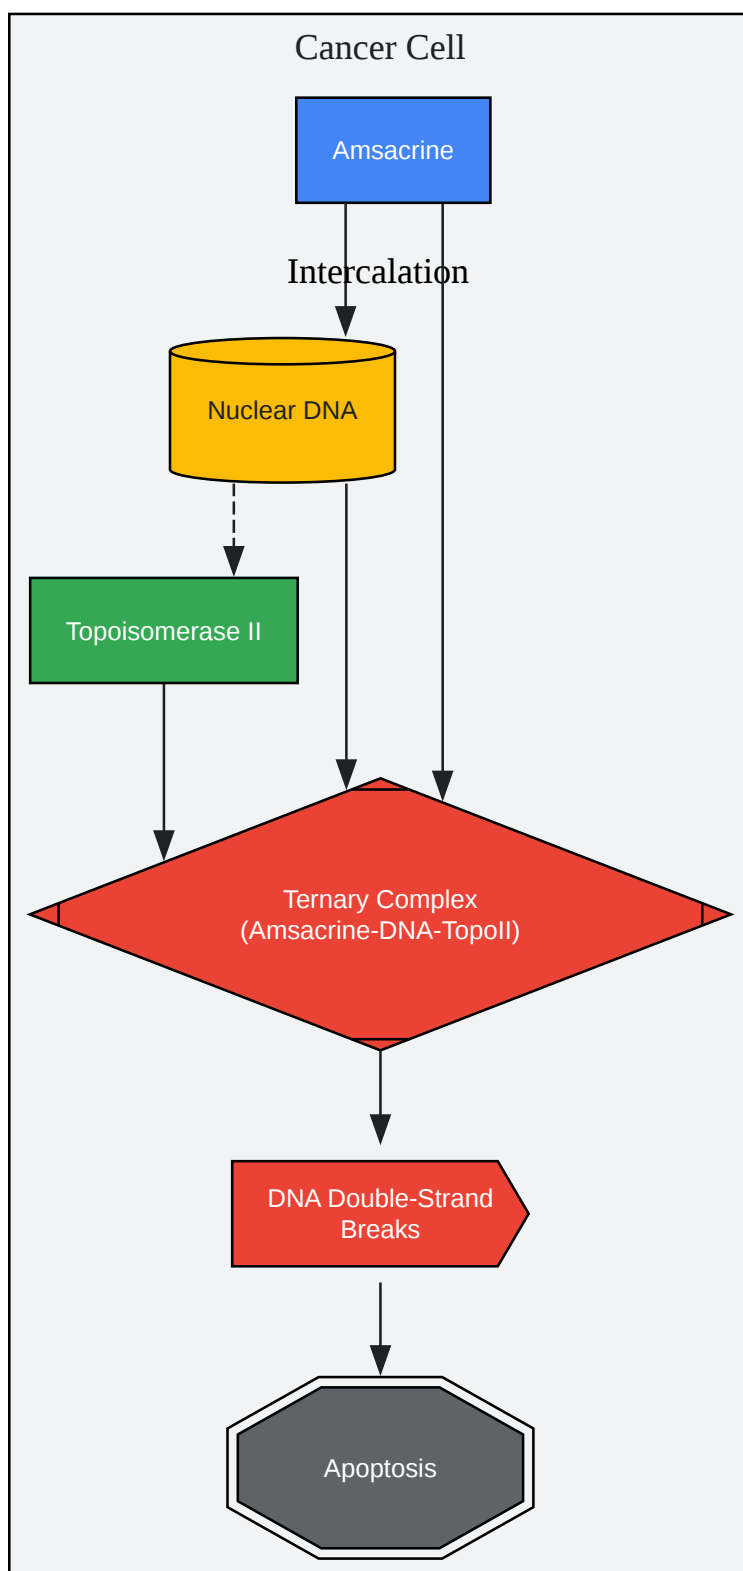 Cancer Cell
Amsacrine
Intercalation
Nuclear DNA
Topoisomerase II
Ternary Complex
(Amsacrine-DNA-TopoII)
DNA Double-Strand
Breaks
Apoptosis